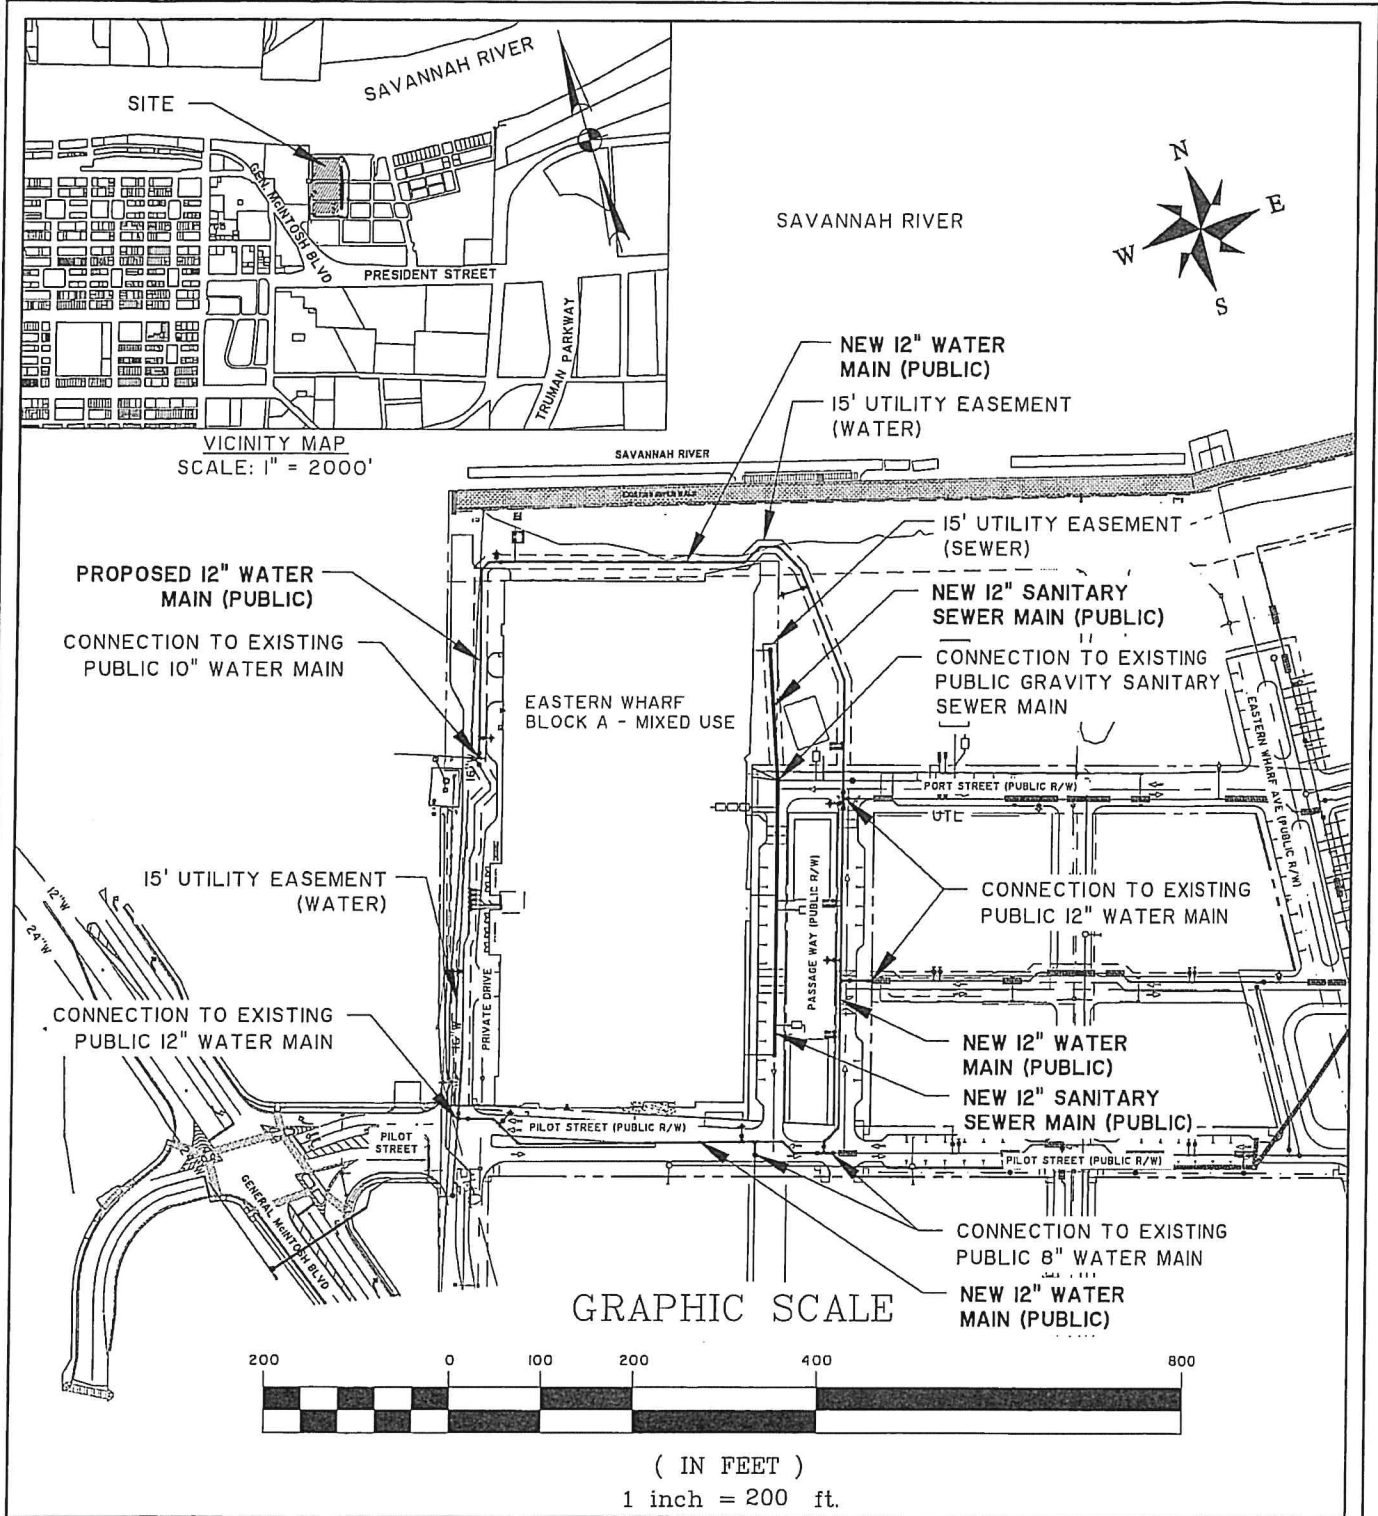 SAVANNAH RIVER
SITE
GEN. McINTOSH BLVD
PRESIDENT STREET
TRUMAN PARKWAY
VICINITY MAP
SCALE: 1" = 2000'
SAVANNAH RIVER
N
E
W
S
NEW 12" WATER
MAIN (PUBLIC)
15' UTILITY EASEMENT
(WATER)
SAVANNAH RIVER
15' UTILITY EASEMENT
(SEWER)
PROPOSED 12" WATER
MAIN (PUBLIC)
NEW 12" SANITARY
SEWER MAIN (PUBLIC)
CONNECTION TO EXISTING
PUBLIC 10" WATER MAIN
CONNECTION TO EXISTING
PUBLIC GRAVITY SANITARY
SEWER MAIN
EASTERN WHARF
BLOCK A - MIXED USE
EASTERN WHARF AVE (PUBLIC R/W)
16"
PORT STREET (PUBLIC R/W)
15' UTILITY EASEMENT
(WATER)
12"W
24"W
CONNECTION TO EXISTING
PUBLIC 12" WATER MAIN
PASSAGE WAY (PUBLIC R/W)
PRIVATE DRIVE
16"W
CONNECTION TO EXISTING
PUBLIC 12" WATER MAIN
NEW 12" WATER
MAIN (PUBLIC)
NEW 12" SANITARY
SEWER MAIN (PUBLIC)
PILOT STREET (PUBLIC R/W)
PILOT
STREET
PILOT STREET (PUBLIC R/W)
GENERAL McINTOSH BLVD
CONNECTION TO EXISTING
PUBLIC 8" WATER MAIN
NEW 12" WATER
MAIN (PUBLIC)
GRAPHIC SCALE
200 0 100 200 400 800
( IN FEET )
1 inch = 200 ft.